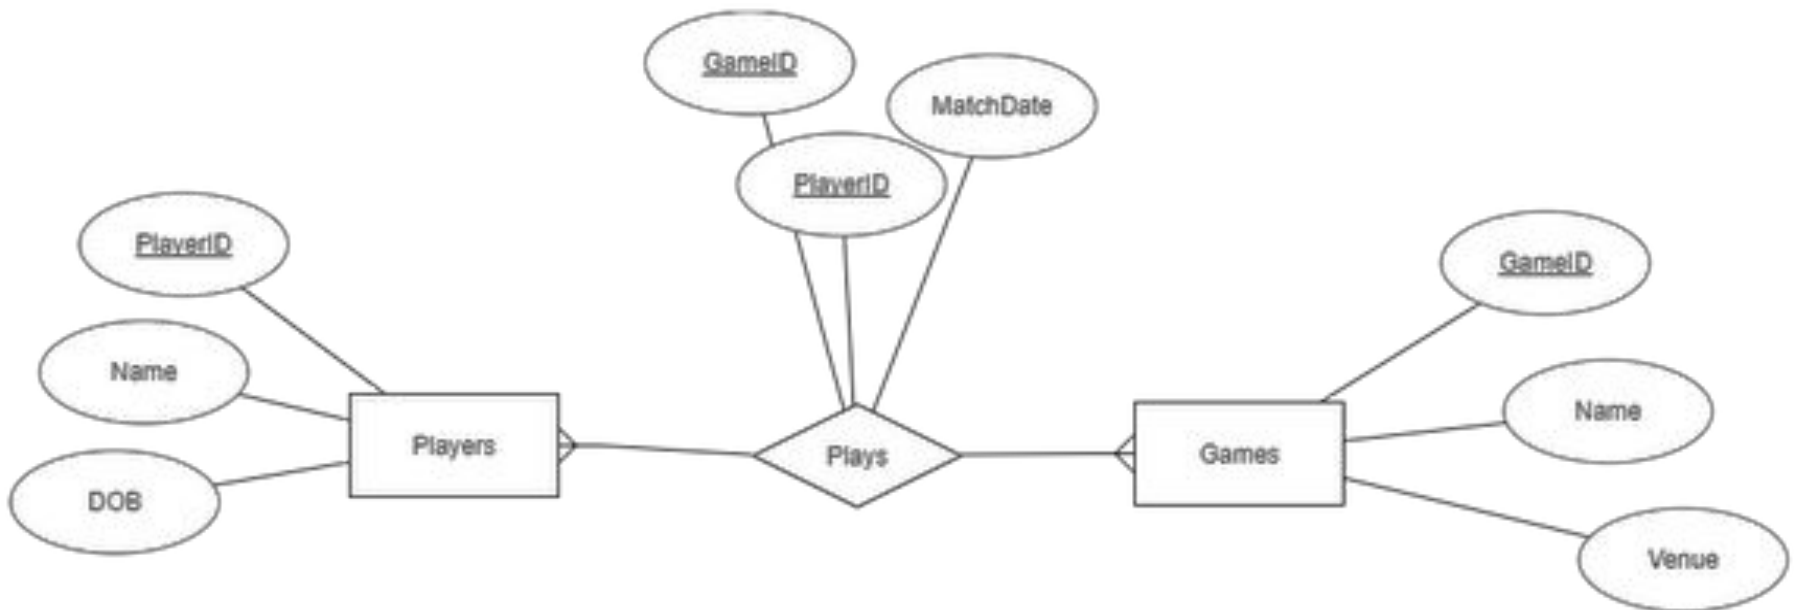 GameID
MatchDate
PlayerID
PlayerID
GameID
Name
Name
Players
Plays
Games
DOB
Venue